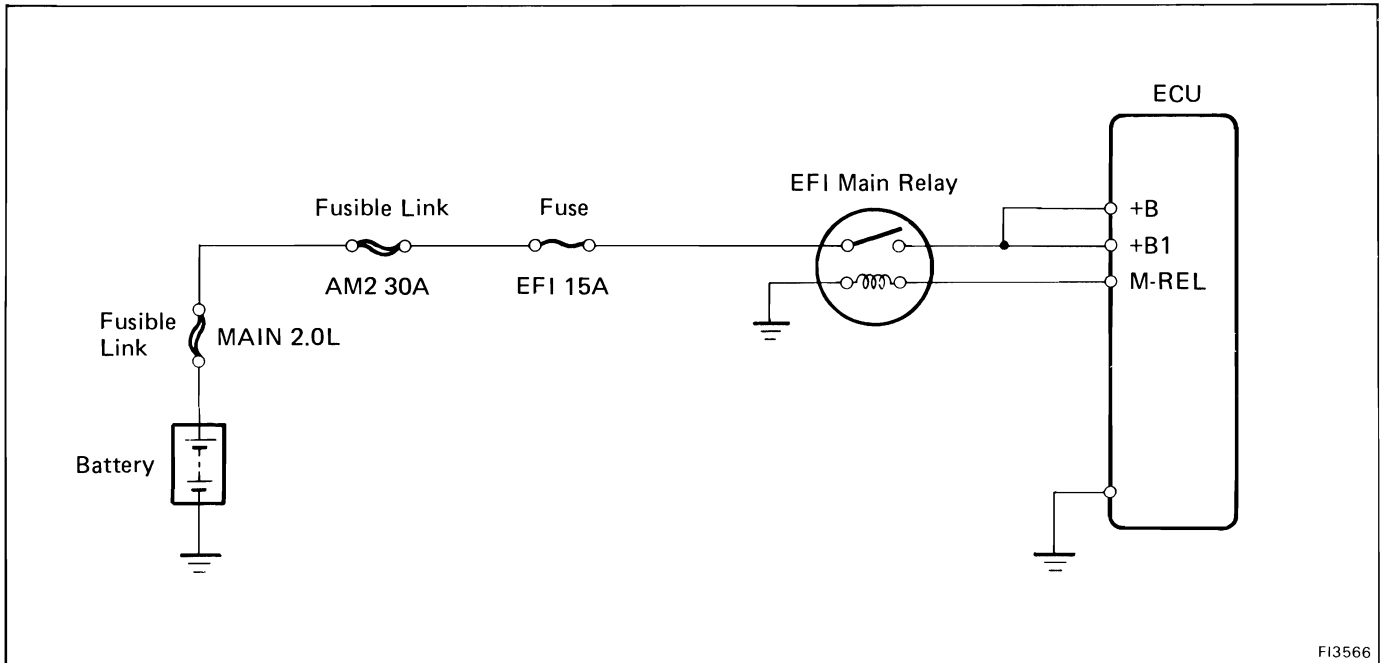 ECU
EFI Main Relay
+B
Fusible Link
Fuse
+B1
AM2 30A
EFI 15A
M-REL
Fusible
Link
MAIN 2.0L
Battery
FI3566